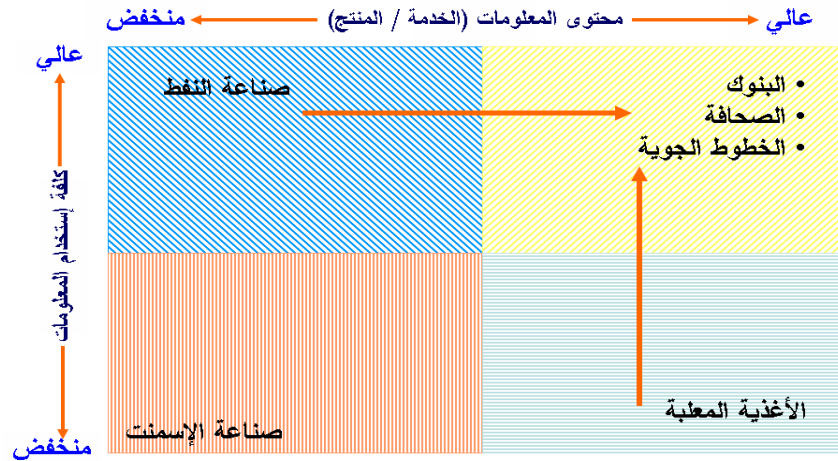 عالي
محتوى المعلومات (الخدمة / المنتج)
منخفض
عالي
كلفة إستخدام المعلومات
منخفض
• البنوك
• الصحافة
• الخطوط الجوية
صناعة النفط
الأغذية المعلبة
صناعة الإسمنت